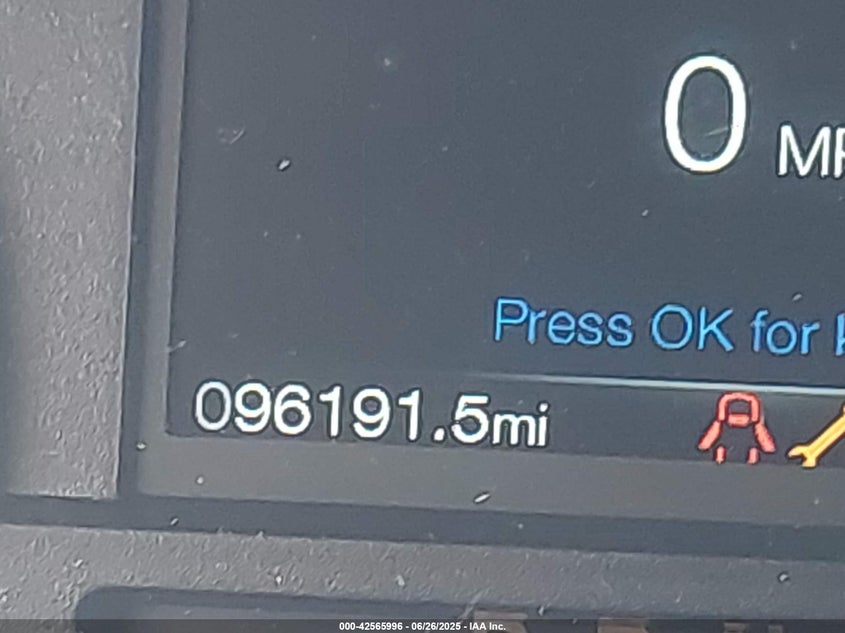 0 MP
Press OK for
096191.5mi
000-42565996 - 06/26/2025 - IAA Inc.